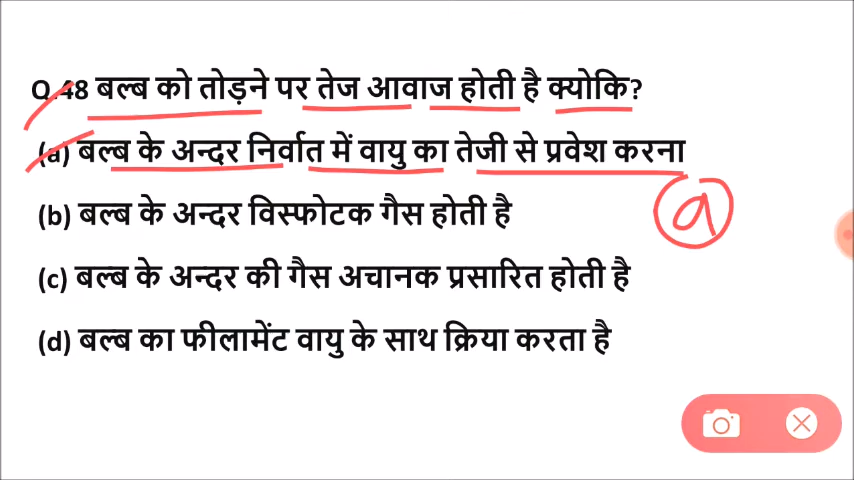 Q.48 बल्ब को तोड़ने पर तेज आवाज होती है क्योकि?
(a) बल्ब के अन्दर निर्वात में वायु का तेजी से प्रवेश करना
a
(b) बल्ब के अन्दर विस्फोटक गैस होती है
(c) बल्ब के अन्दर की गैस अचानक प्रसारित होती है
(d) बल्ब का फीलामेंट वायु के साथ क्रिया करता है